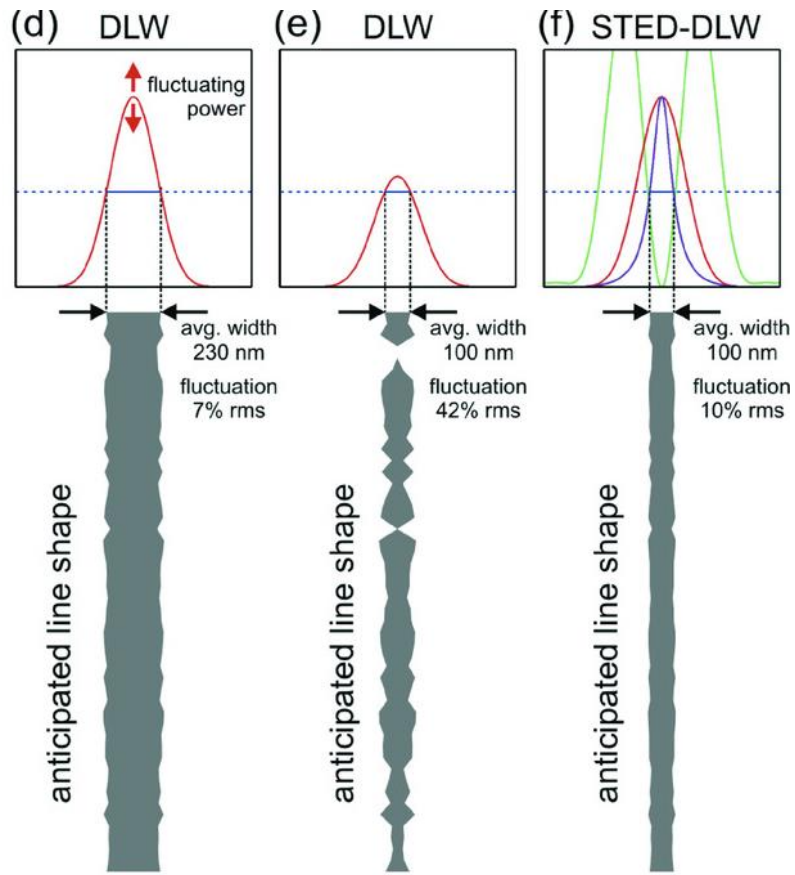 (d) DLW
fluctuating
power
avg. width
230 nm
fluctuation
7% rms
anticipated line shape
(e) DLW
avg. width
100 nm
fluctuation
42% rms
anticipated line shape
(f) STED-DLW
avg. width
100 nm
fluctuation
10% rms
anticipated line shape